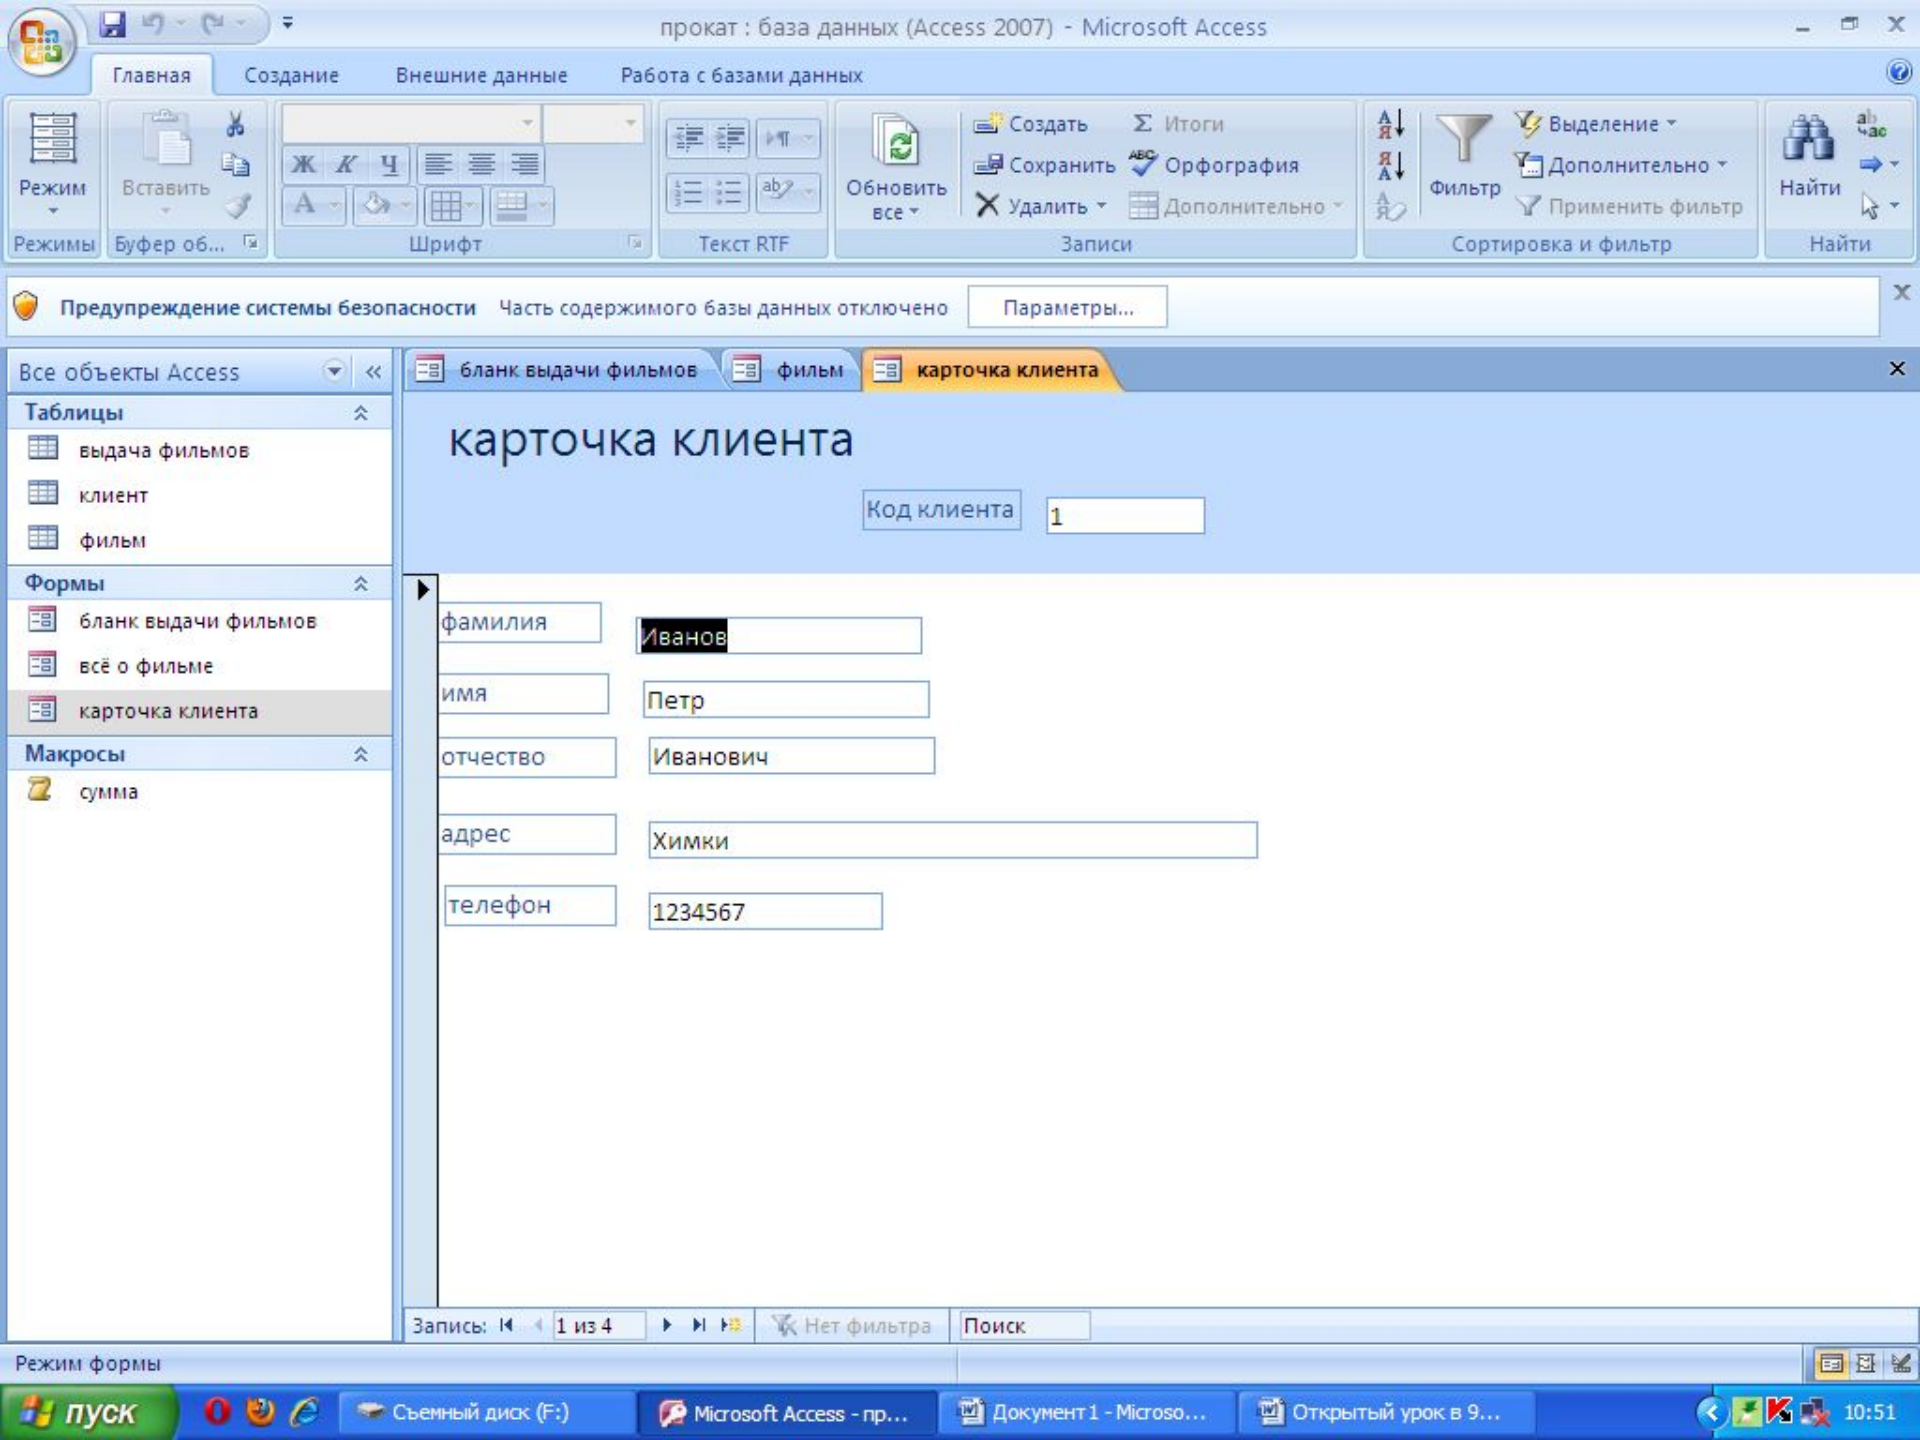 прокат : база данных (Access 2007) - Microsoft Access
Главная Создание Внешние данные Работа с базами данных
Режим
Режимы
Вставить
Буфер об...
Ж К Ч
Шрифт
Текст RTF
Обновить все
Создать
Сохранить
Удалить
Итоги
Орфография
Дополнительно
Записи
Фильтр
Выделение
Дополнительно
Применить фильтр
Сортировка и фильтр
Найти
Найти
Предупреждение системы безопасности Часть содержимого базы данных отключено Параметры...
Все объекты Access
Таблицы
выдача фильмов
клиент
фильм
Формы
бланк выдачи фильмов
всё о фильме
карточка клиента
Макросы
сумма
бланк выдачи фильмов фильм карточка клиента
карточка клиента
Код клиента 1
фамилия Иванов
имя Петр
отчество Иванович
адрес Химки
телефон 1234567
Запись: 1 из 4 Нет фильтра Поиск
Режим формы
пуск Съемный диск (F:) Microsoft Access - пр... Документ1 - Microso... Открытый урок в 9... 10:51